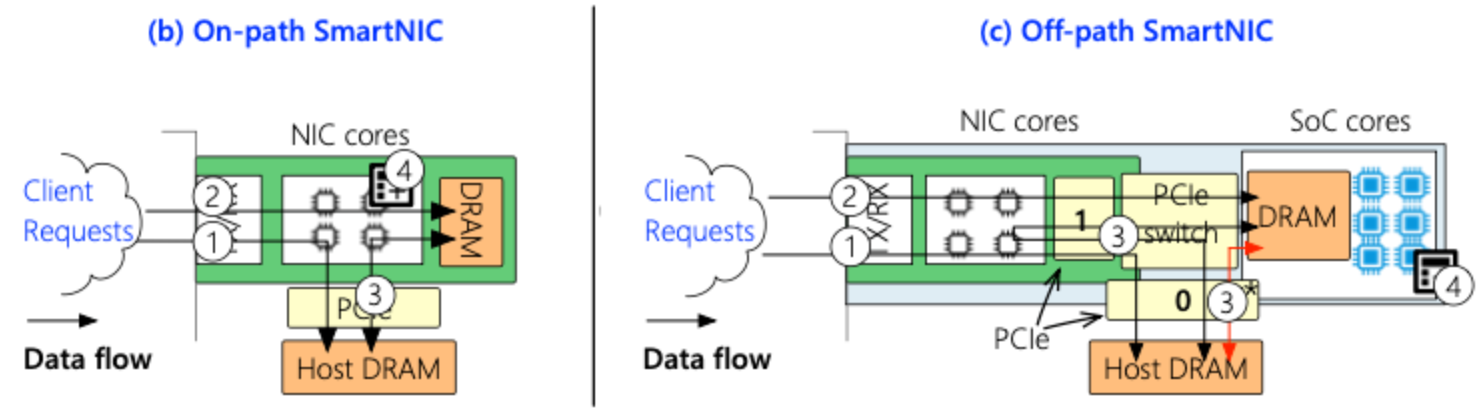 (b) On-path SmartNIC
NIC cores
Client
Requests
2
1
4
DRAM
3
Host DRAM
Data flow
(c) Off-path SmartNIC
NIC cores
SoC cores
Client
Requests
2
1
TX/RX
1
PCIe
switch
3
DRAM
4
0
3
*
PCIe
Host DRAM
Data flow